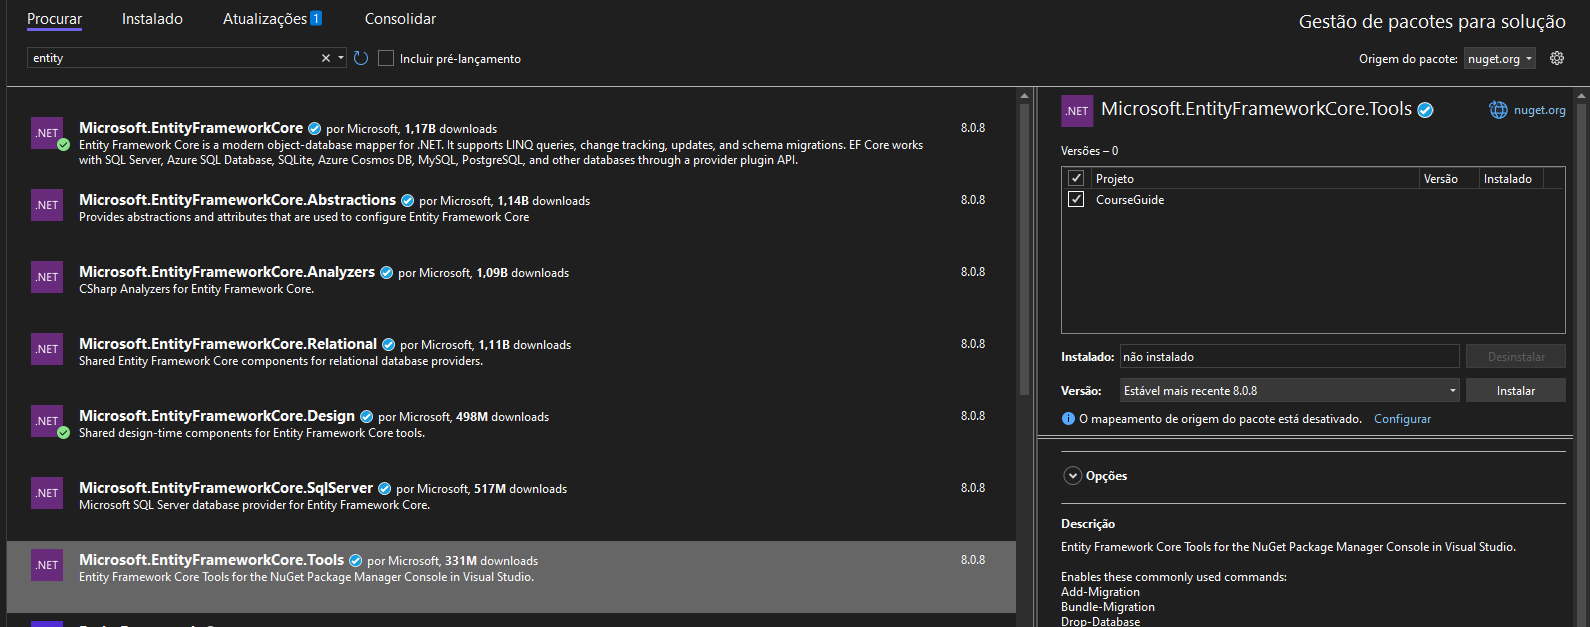 Procurar Instalado Atualizações 1 Consolidar
Gestão de pacotes para solução
entity
Incluir pré-lançamento
Origem do pacote: nuget.org
.NET
Microsoft.EntityFrameworkCore por Microsoft, 1,17B downloads
8.0.8
Entity Framework Core is a modern object-database mapper for .NET. It supports LINQ queries, change tracking, updates, and schema migrations. EF Core works
with SQL Server, Azure SQL Database, SQLite, Azure Cosmos DB, MySQL, PostgreSQL, and other databases through a provider plugin API.
.NET
Microsoft.EntityFrameworkCore.Abstractions por Microsoft, 1,14B downloads
8.0.8
Provides abstractions and attributes that are used to configure Entity Framework Core
.NET
Microsoft.EntityFrameworkCore.Analyzers por Microsoft, 1,09B downloads
8.0.8
CSharp Analyzers for Entity Framework Core.
.NET
Microsoft.EntityFrameworkCore.Relational por Microsoft, 1,11B downloads
8.0.8
Shared Entity Framework Core components for relational database providers.
.NET
Microsoft.EntityFrameworkCore.Design por Microsoft, 498M downloads
8.0.8
Shared design-time components for Entity Framework Core tools.
.NET
Microsoft.EntityFrameworkCore.SqlServer por Microsoft, 517M downloads
8.0.8
Microsoft SQL Server database provider for Entity Framework Core.
.NET
Microsoft.EntityFrameworkCore.Tools por Microsoft, 331M downloads
8.0.8
Entity Framework Core Tools for the NuGet Package Manager Console in Visual Studio.
.NET
Microsoft.EntityFrameworkCore.Tools
nuget.org
Versões – 0
Projeto Versão Instalado
CourseGuide
Instalado: não instalado Desinstalar
Versão: Estável mais recente 8.0.8 Instalar
O mapeamento de origem do pacote está desativado. Configurar
Opções
Descrição
Entity Framework Core Tools for the NuGet Package Manager Console in Visual Studio.
Enables these commonly used commands:
Add-Migration
Bundle-Migration
Drop-Database